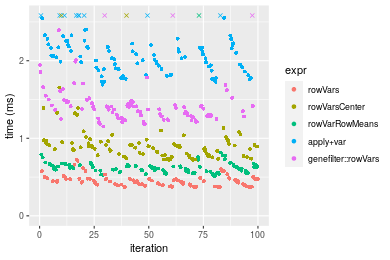 time (ms)
2
1
0
0
25
50
75
100
iteration
expr
rowVars
rowVarsCenter
rowVarRowMeans
apply+var
genefilter::rowVars